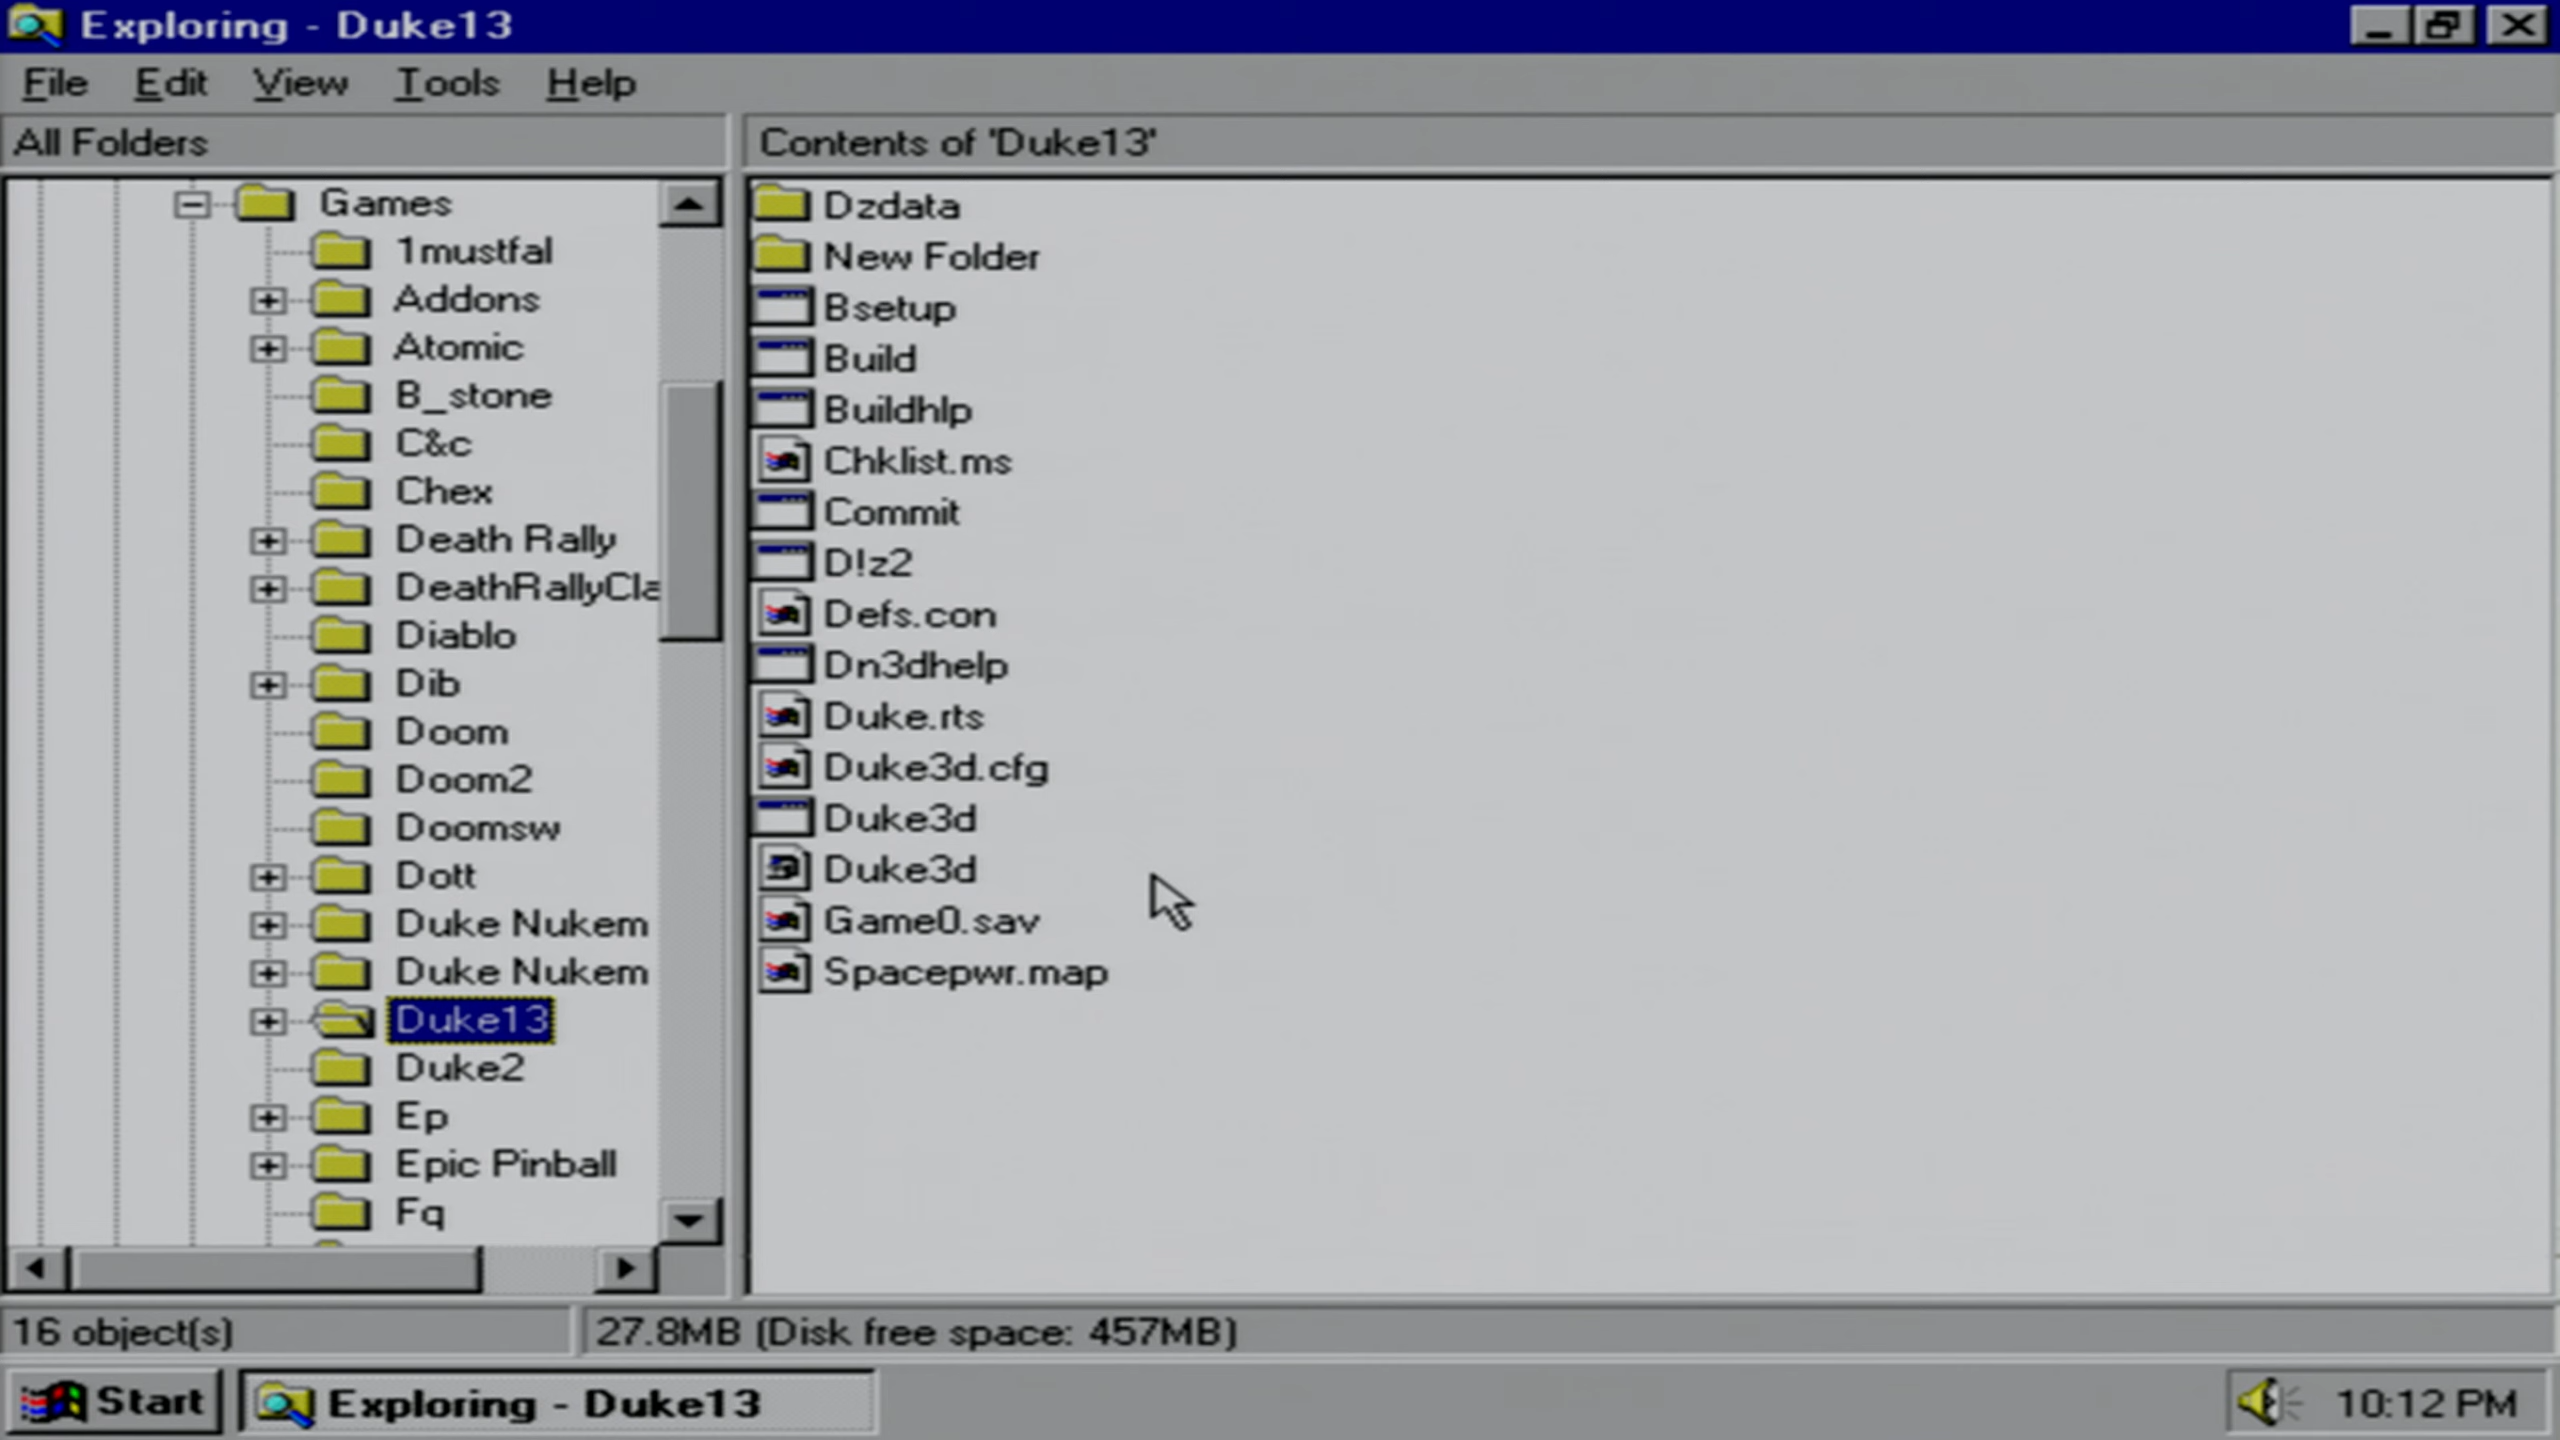 Exploring - Duke13
File Edit View Tools Help
All Folders
Contents of 'Duke13'
Games
1mustfal
Addons
Atomic
B_stone
C&c
Chex
Death Rally
DeathRallyCla
Diablo
Dib
Doom
Doom2
Doomsw
Dott
Duke Nukem
Duke Nukem
Duke13
Duke2
Ep
Epic Pinball
Fq
Dzdata
New Folder
Bsetup
Build
Buildhlp
Chklist.ms
Commit
D!z2
Defs.con
Dn3dhelp
Duke.rts
Duke3d.cfg
Duke3d
Duke3d
Game0.sav
Spacepwr.map
16 object(s)
27.8MB (Disk free space: 457MB)
Start
Exploring - Duke13
10:12 PM